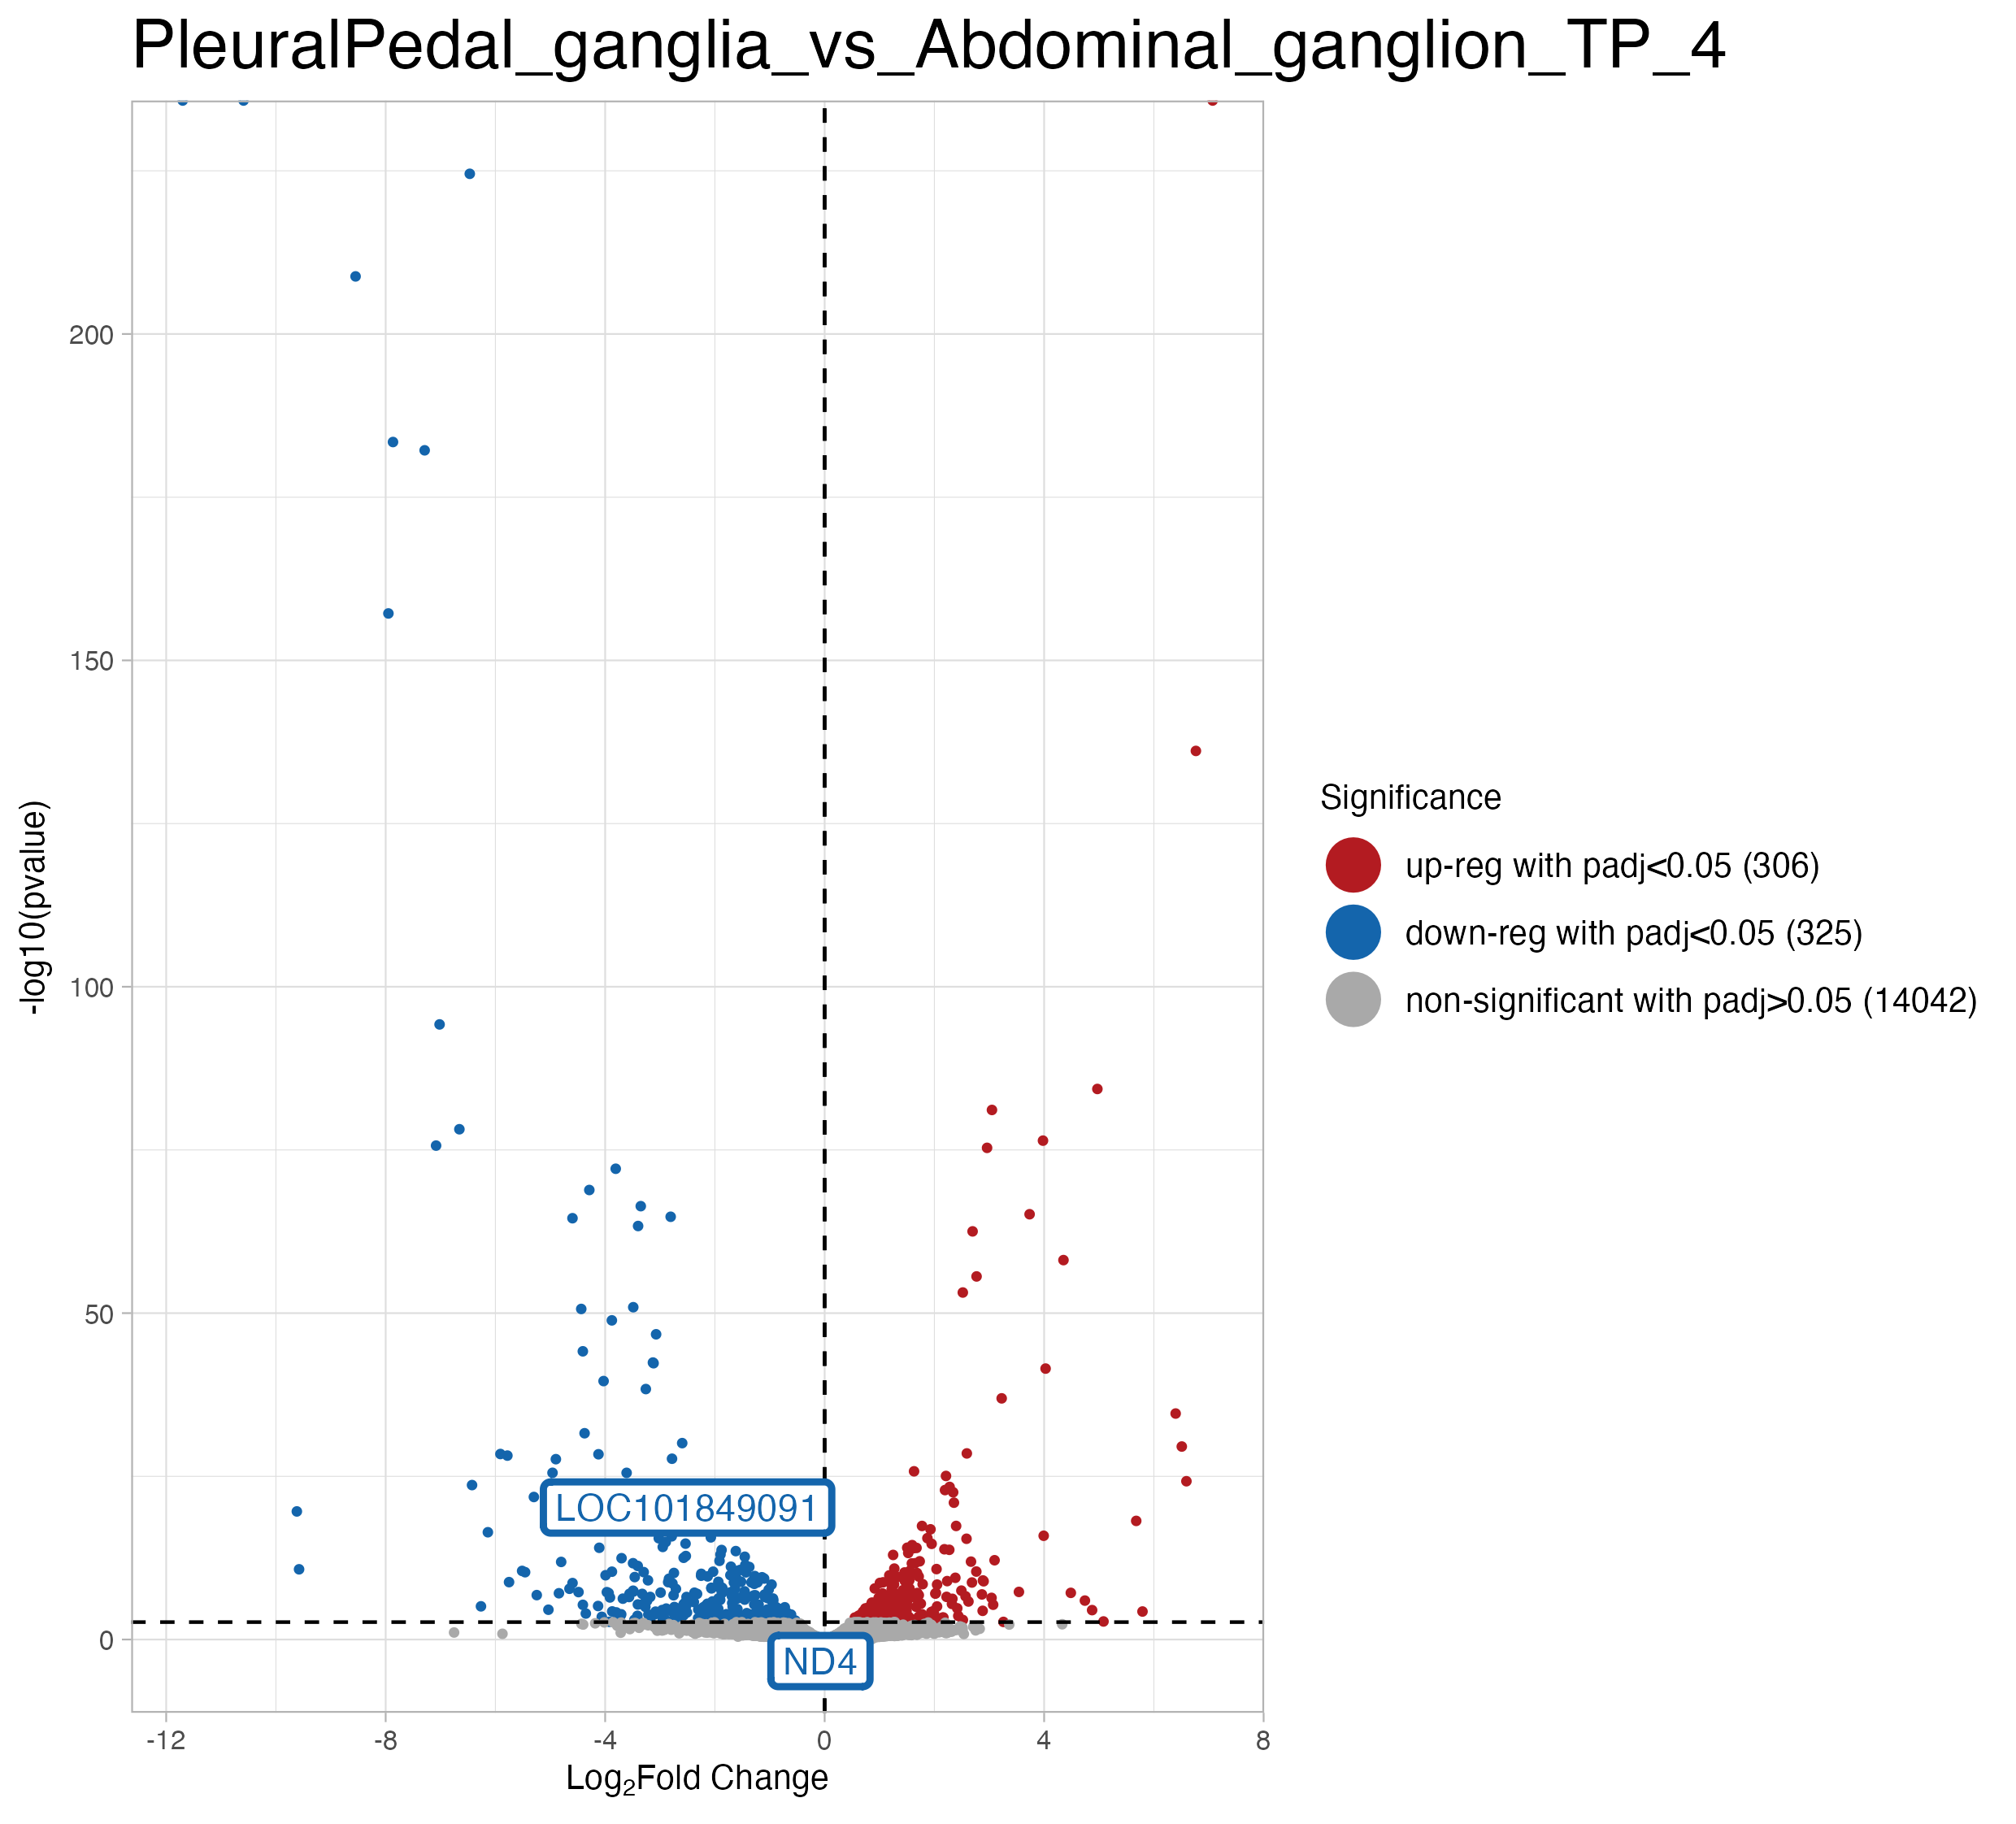 PleuralPedal_ganglia_vs_Abdominal_ganglion_TP_4
200
150
100
50
0
-log10(pvalue)
LOC101849091
ND4
-12 -8 -4 0 4 8
Log₂Fold Change
Significance
up-reg with padj<0.05 (306)
down-reg with padj<0.05 (325)
non-significant with padj>0.05 (14042)